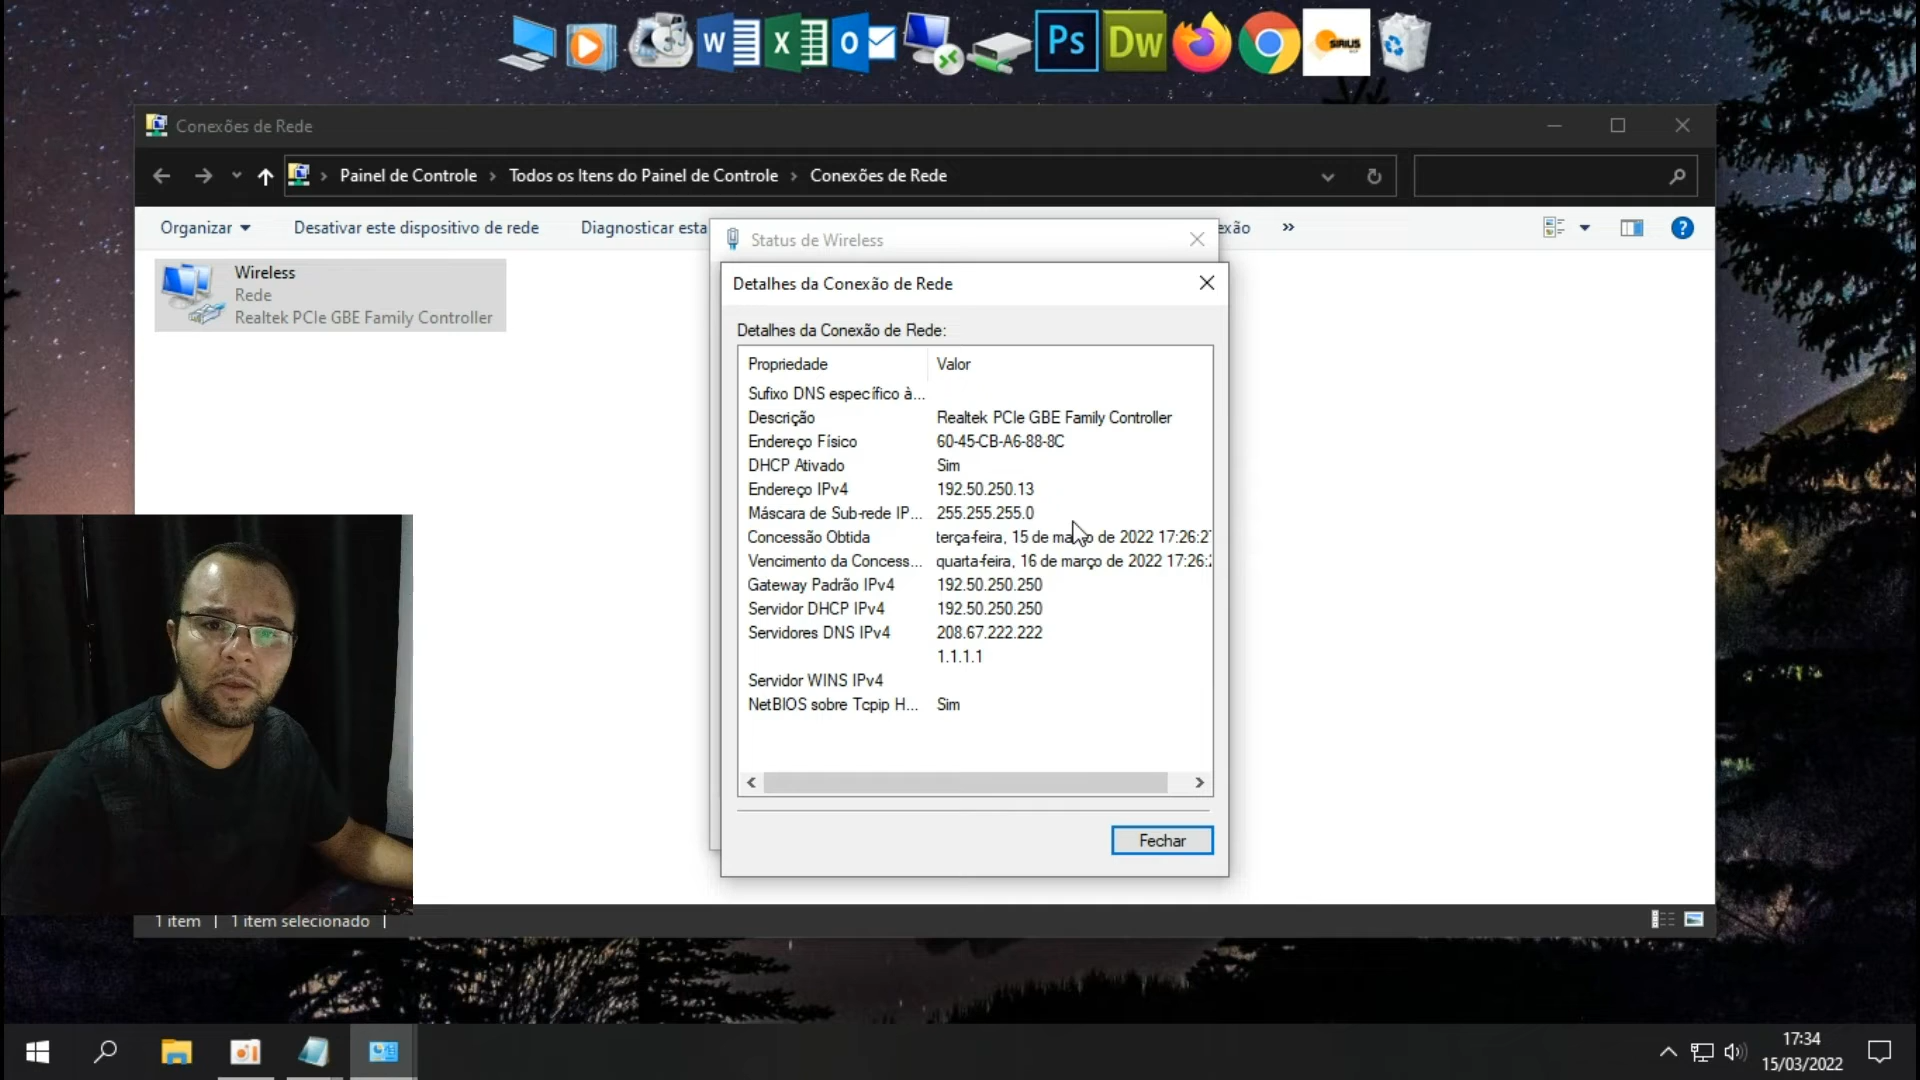 W
X
O
Ps
Dw
SIRIUS
Conexões de Rede
Painel de Controle > Todos os Itens do Painel de Controle > Conexões de Rede
Organizar
Desativar este dispositivo de rede
Diagnosticar esta
exão
»
Wireless
Rede
Realtek PCIe GBE Family Controller
Status de Wireless
Detalhes da Conexão de Rede
Detalhes da Conexão de Rede:
Propriedade Valor
Sufixo DNS específico à...
Descrição Realtek PCIe GBE Family Controller
Endereço Físico 60-45-CB-A6-88-8C
DHCP Ativado Sim
Endereço IPv4 192.50.250.13
Máscara de Sub-rede IP... 255.255.255.0
Concessão Obtida terça-feira, 15 de março de 2022 17:26:27
Vencimento da Concess... quarta-feira, 16 de março de 2022 17:26:
Gateway Padrão IPv4 192.50.250.250
Servidor DHCP IPv4 192.50.250.250
Servidores DNS IPv4 208.67.222.222
1.1.1.1
Servidor WINS IPv4
NetBIOS sobre Tcpip H... Sim
Fechar
1 item | 1 item selecionado |
17:34
15/03/2022